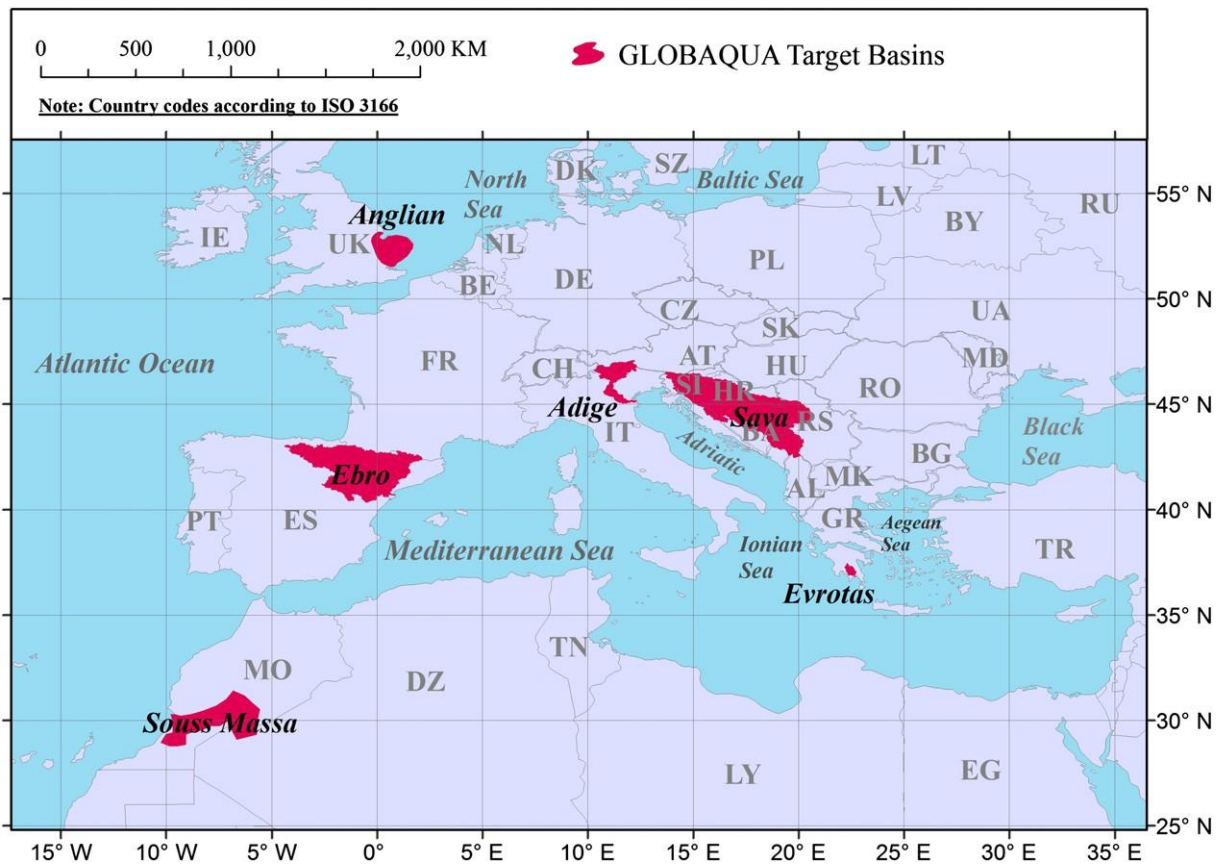 0 500 1,000 2,000 KM
GLOBAQUA Target Basins
Note: Country codes according to ISO 3166
LT
DK
SZ
North
Sea
Baltic Sea
LV
55° N
RU
Anglian
BY
IE
UK
NL
PL
BE
DE
50° N
CZ
UA
SK
Atlantic Ocean
FR
CH
AT
HU
MD
SI
HR
RO
Adige
Sava
45° N
IT
BA
RS
Adriatic
Black
Sea
BG
Ebro
MK
AL
PT
ES
GR
40° N
Aegean
Sea
Mediterranean Sea
Ionian
Sea
TR
Evrotas
35° N
TN
MO
DZ
Souss Massa
30° N
LY
EG
25° N
15° W 10° W 5° W 0° 5° E 10° E 15° E 20° E 25° E 30° E 35° E